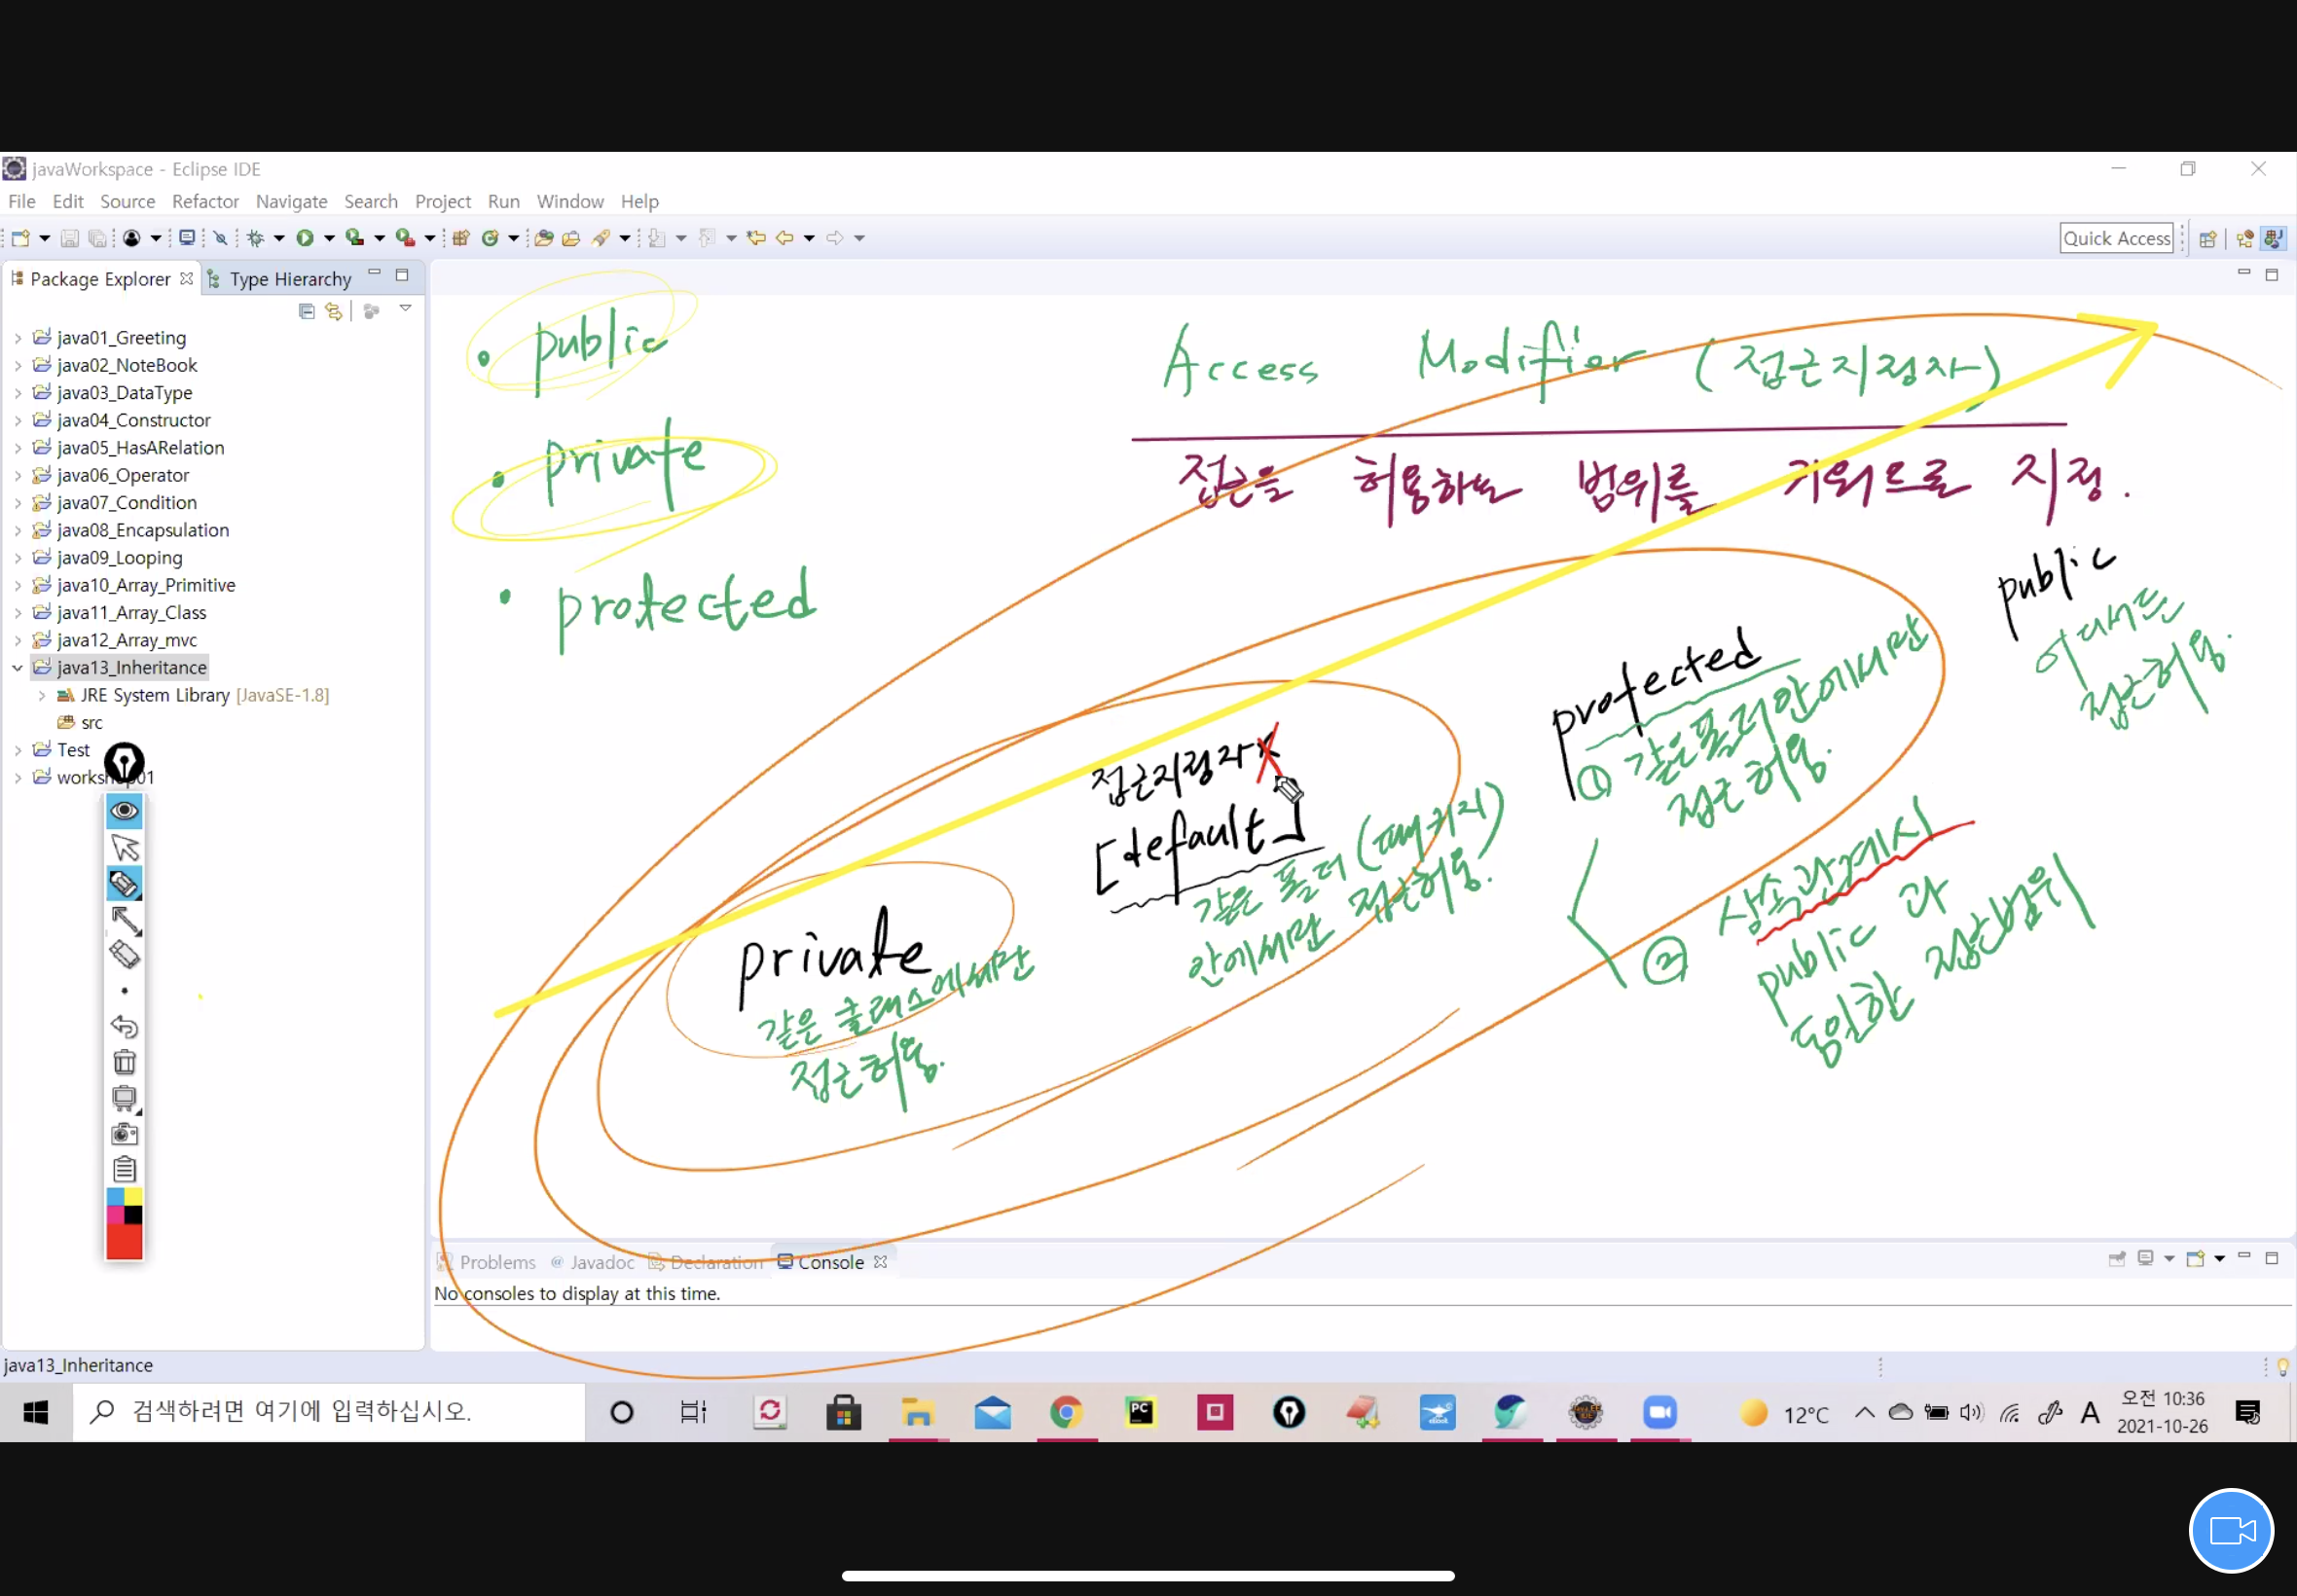 javaWorkspace - Eclipse IDE
File Edit Source Refactor Navigate Search Project Run Window Help
Quick Access
Package Explorer Type Hierarchy
java01_Greeting
java02_NoteBook
java03_DataType
java04_Constructor
java05_HasARelation
java06_Operator
java07_Condition
java08_Encapsulation
java09_Looping
java10_Array_Primitive
java11_Array_Class
java12_Array_mvc
java13_Inheritance
JRE System Library [JavaSE-1.8]
src
Test
workshop01
• public
• private
• protected
Access Modifier (접근지정자)
접근을 허용하는 범위를 키워드로 지정.
private
같은 클래스에서만
접근허용.
접근지정자 X
[default]
같은 폴더 (패키지)
안에서만 접근허용.
protected
① 같은폴더안에서만
접근허용.
② 상속관계시
public 과
동일한 접근범위
public
어디서든
접근허용.
Problems @ Javadoc Declaration Console
No consoles to display at this time.
java13_Inheritance
검색하려면 여기에 입력하십시오.
PC
12°C
A
오전 10:36
2021-10-26